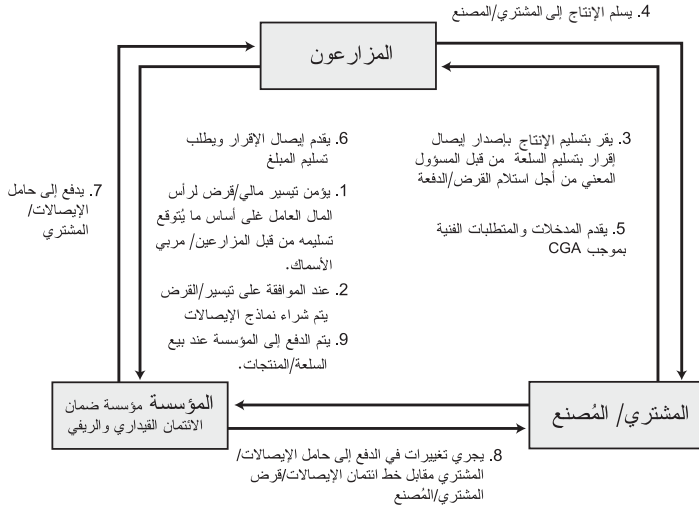 4. يسلم الإنتاج إلى المشتري/المصنع
المزارعون
3. يقر بتسليم الإنتاج بإصدار إيصال
إقرار بتسليم السلعة من قبل المسؤول
المعني من أجل استلام القرض/الدفعة
5. يقدم المدخلات والمتطلبات الفنية
بموجب CGA
6. يقدم إيصال الإقرار ويطلب
تسليم المبلغ
1. يؤمن تيسير مالي/قرض لرأس
المال العامل غلى أساس ما يُتوقع
تسليمه من قبل المزارعين/ مربي
الأسماك.
2. عند الموافقة على تيسير/القرض
يتم شراء نماذج الإيصالات
9. يتم الدفع إلى المؤسسة عند بيع
السلعة/المنتجات.
7. يدفع إلى حامل
الإيصالات/
المشتري
المشتري/ المُصنع
المؤسسة مؤسسة ضمان
الائتمان القيداري والريفي
8. يجري تغييرات في الدفع إلى حامل الإيصالات/
المشتري مقابل خط ائتمان الإيصالات/قرض
المشتري/المُصنع